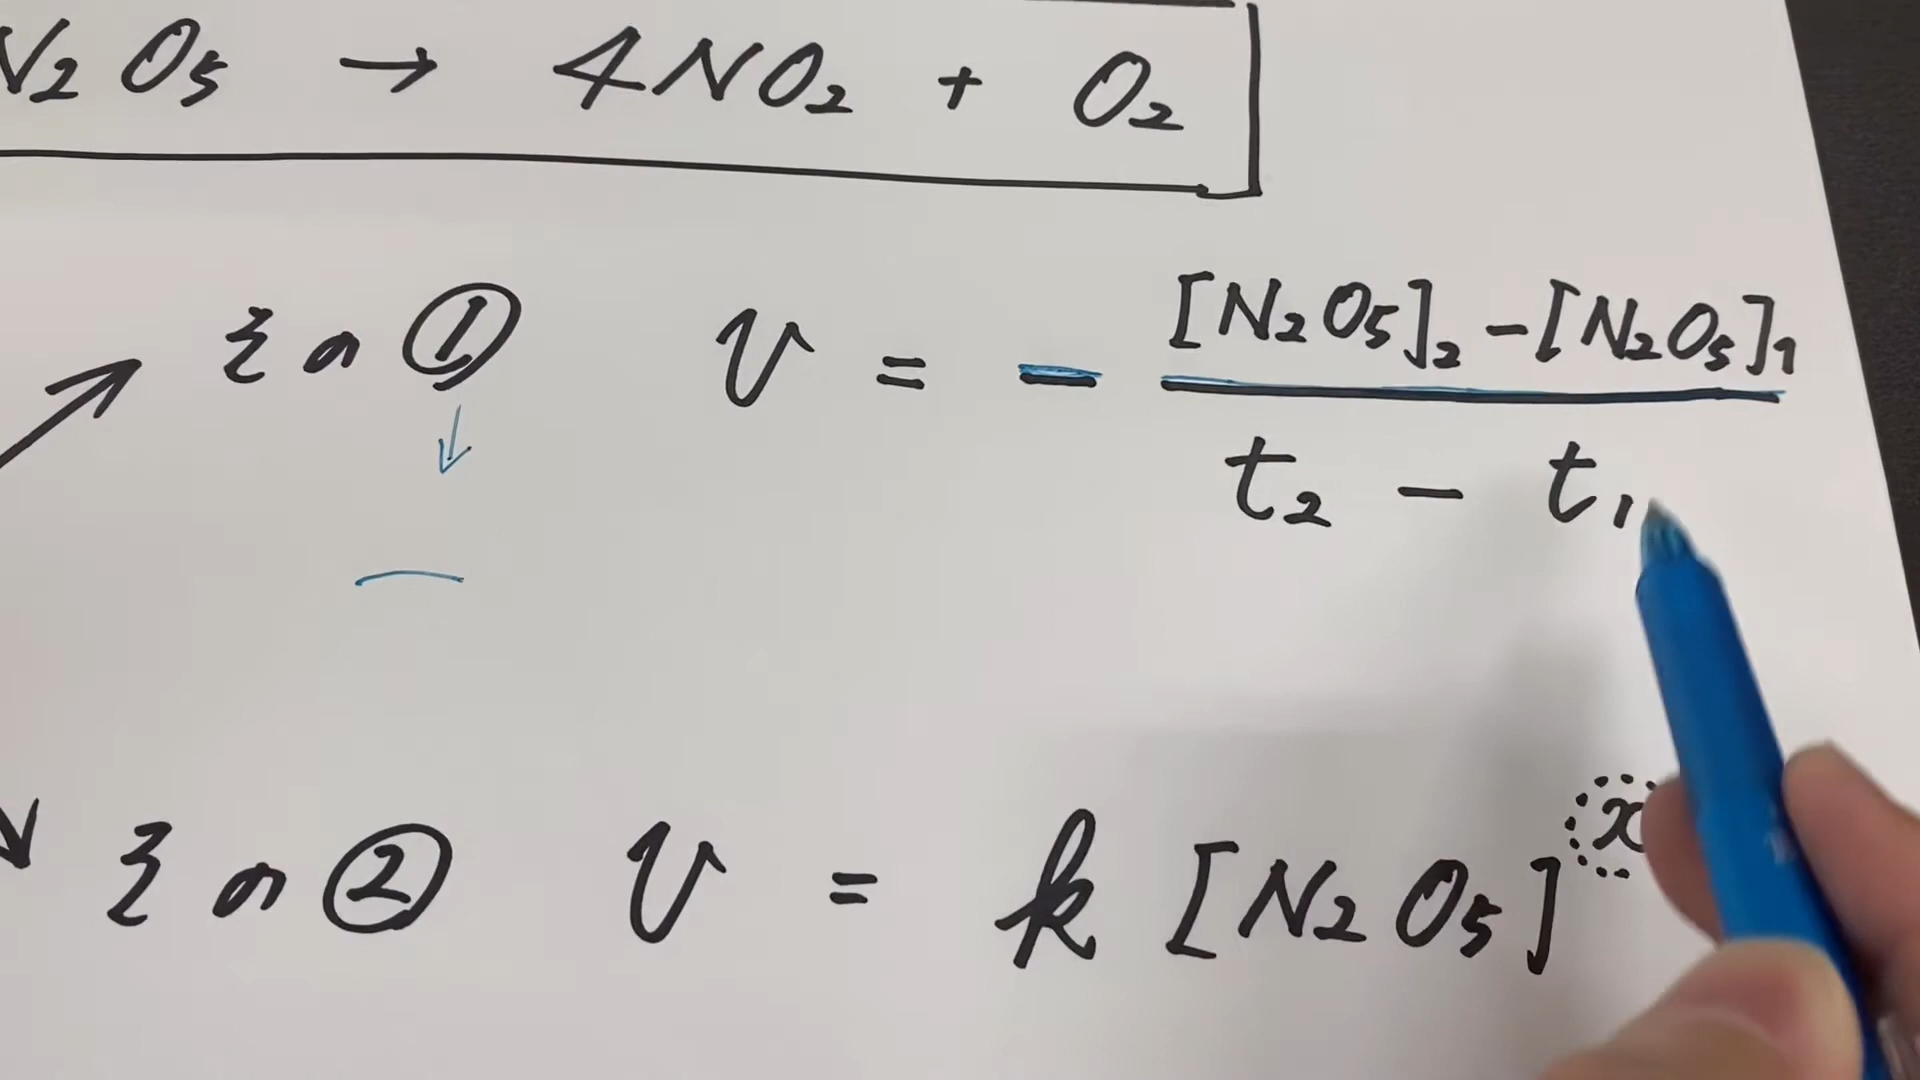 N₂O₅ → 4NO₂ + O₂
その① v = − [N₂O₅]₂ − [N₂O₅]₁
t₂ − t₁
その② v = k [N₂O₅]ˣ